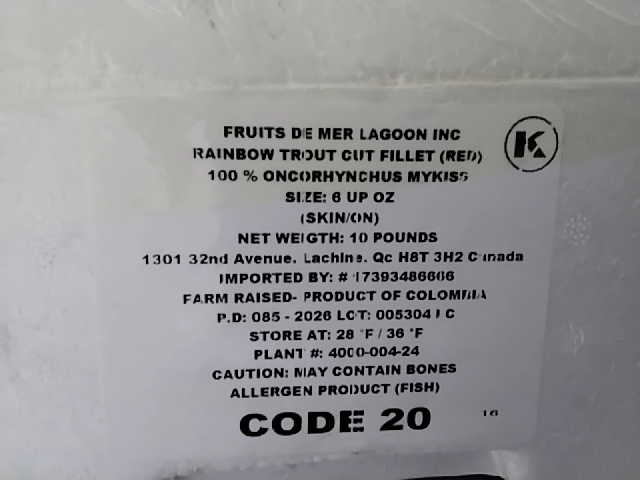 FRUITS DE MER LAGOON INC
K
RAINBOW TROUT CUT FILLET (RED)
100 % ONCORHYNCHUS MYKISS
SIZE: 6 UP OZ
(SKIN/ON)
NET WEIGTH: 10 POUNDS
1301 32nd Avenue. Lachine. Qc H8T 3H2 Canada
IMPORTED BY: # 17393486666
FARM RAISED- PRODUCT OF COLOMBIA
P.D: 085 - 2026 LOT: 005304
STORE AT: 28 °F / 36 °F
PLANT #: 4000-004-24
CAUTION: MAY CONTAIN BONES
ALLERGEN PRODUCT (FISH)
CODE 20